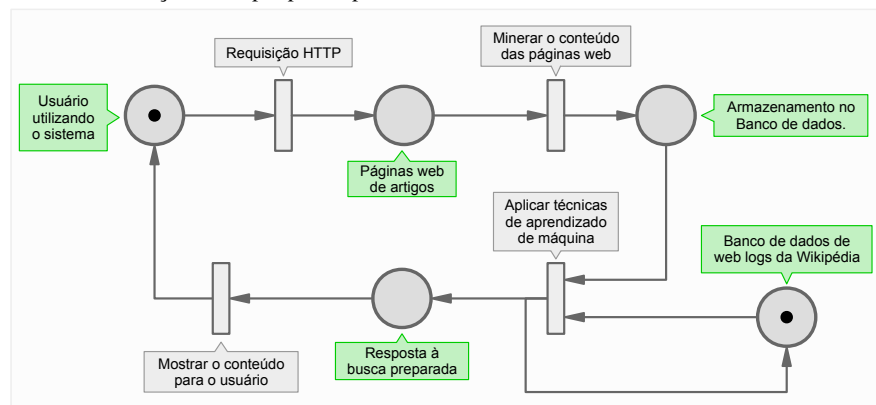 Requisição HTTP
Minerar o conteúdo
das páginas web
Usuário
utilizando
o sistema
Armazenamento no
Banco de dados.
Páginas web
de artigos
Aplicar técnicas
de aprendizado
de máquina
Banco de dados de
web logs da Wikipédia
Mostrar o conteúdo
para o usuário
Resposta à
busca preparada